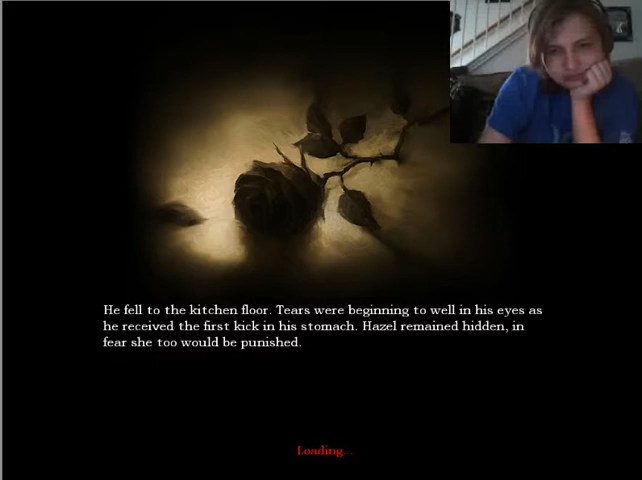 He fell to the kitchen floor. Tears were beginning to well in his eyes as
he received the first kick in his stomach. Hazel remained hidden, in
fear she too would be punished.
Loading...